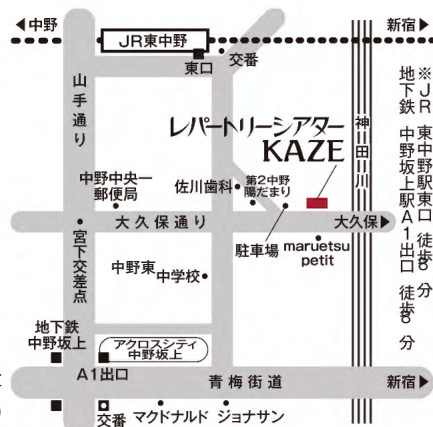 ◀中野
新宿▶
JR東中野
東口
交番
山手通り
レパートリーシアター
KAZE
神田川
※JR 東中野駅東口 徒歩8分
地下鉄 中野坂上駅A1出口 徒歩8分
中野中央一
郵便局
佐川歯科
第2中野
陽だまり
大久保通り
大久保▶
駐車場
maruetsu
petit
宮下交差点
中野東
中学校
地下鉄
中野坂上
アクロスシティ
中野坂上
A1出口
青梅街道
新宿▶
交番
マクドナルド
ジョナサン